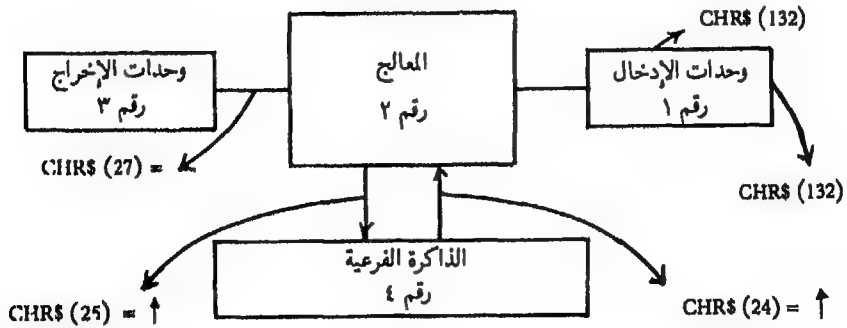 CHR$ (132)
وحدات الإدخال
رقم ١
المعالج
رقم ٢
وحدات الإخراج
رقم ٣
CHR$ (27) = ←
CHR$ (132)
الذاكرة الفرعية
رقم ٤
CHR$ (25) = ↑
CHR$ (24) = ↑